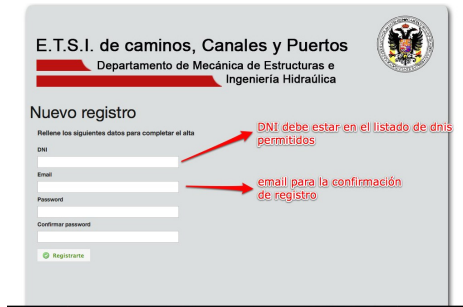 E.T.S.I. de caminos, Canales y Puertos
Departamento de Mecánica de Estructuras e
Ingeniería Hidraúlica
Nuevo registro
Rellene los siguientes datos para completar el alta
DNI
DNI debe estar en el listado de dnis
permitidos
Email
email para la confirmación
de registro
Password
Confirmar password
Registrarte